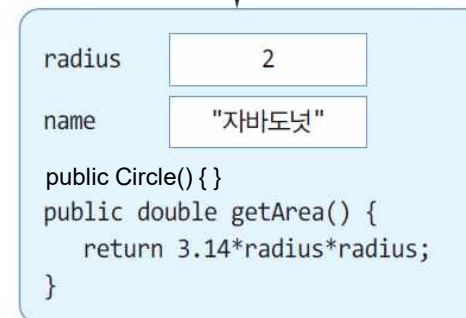 radius 2
name "자바도넛"
public Circle() { }
public double getArea() {
return 3.14*radius*radius;
}